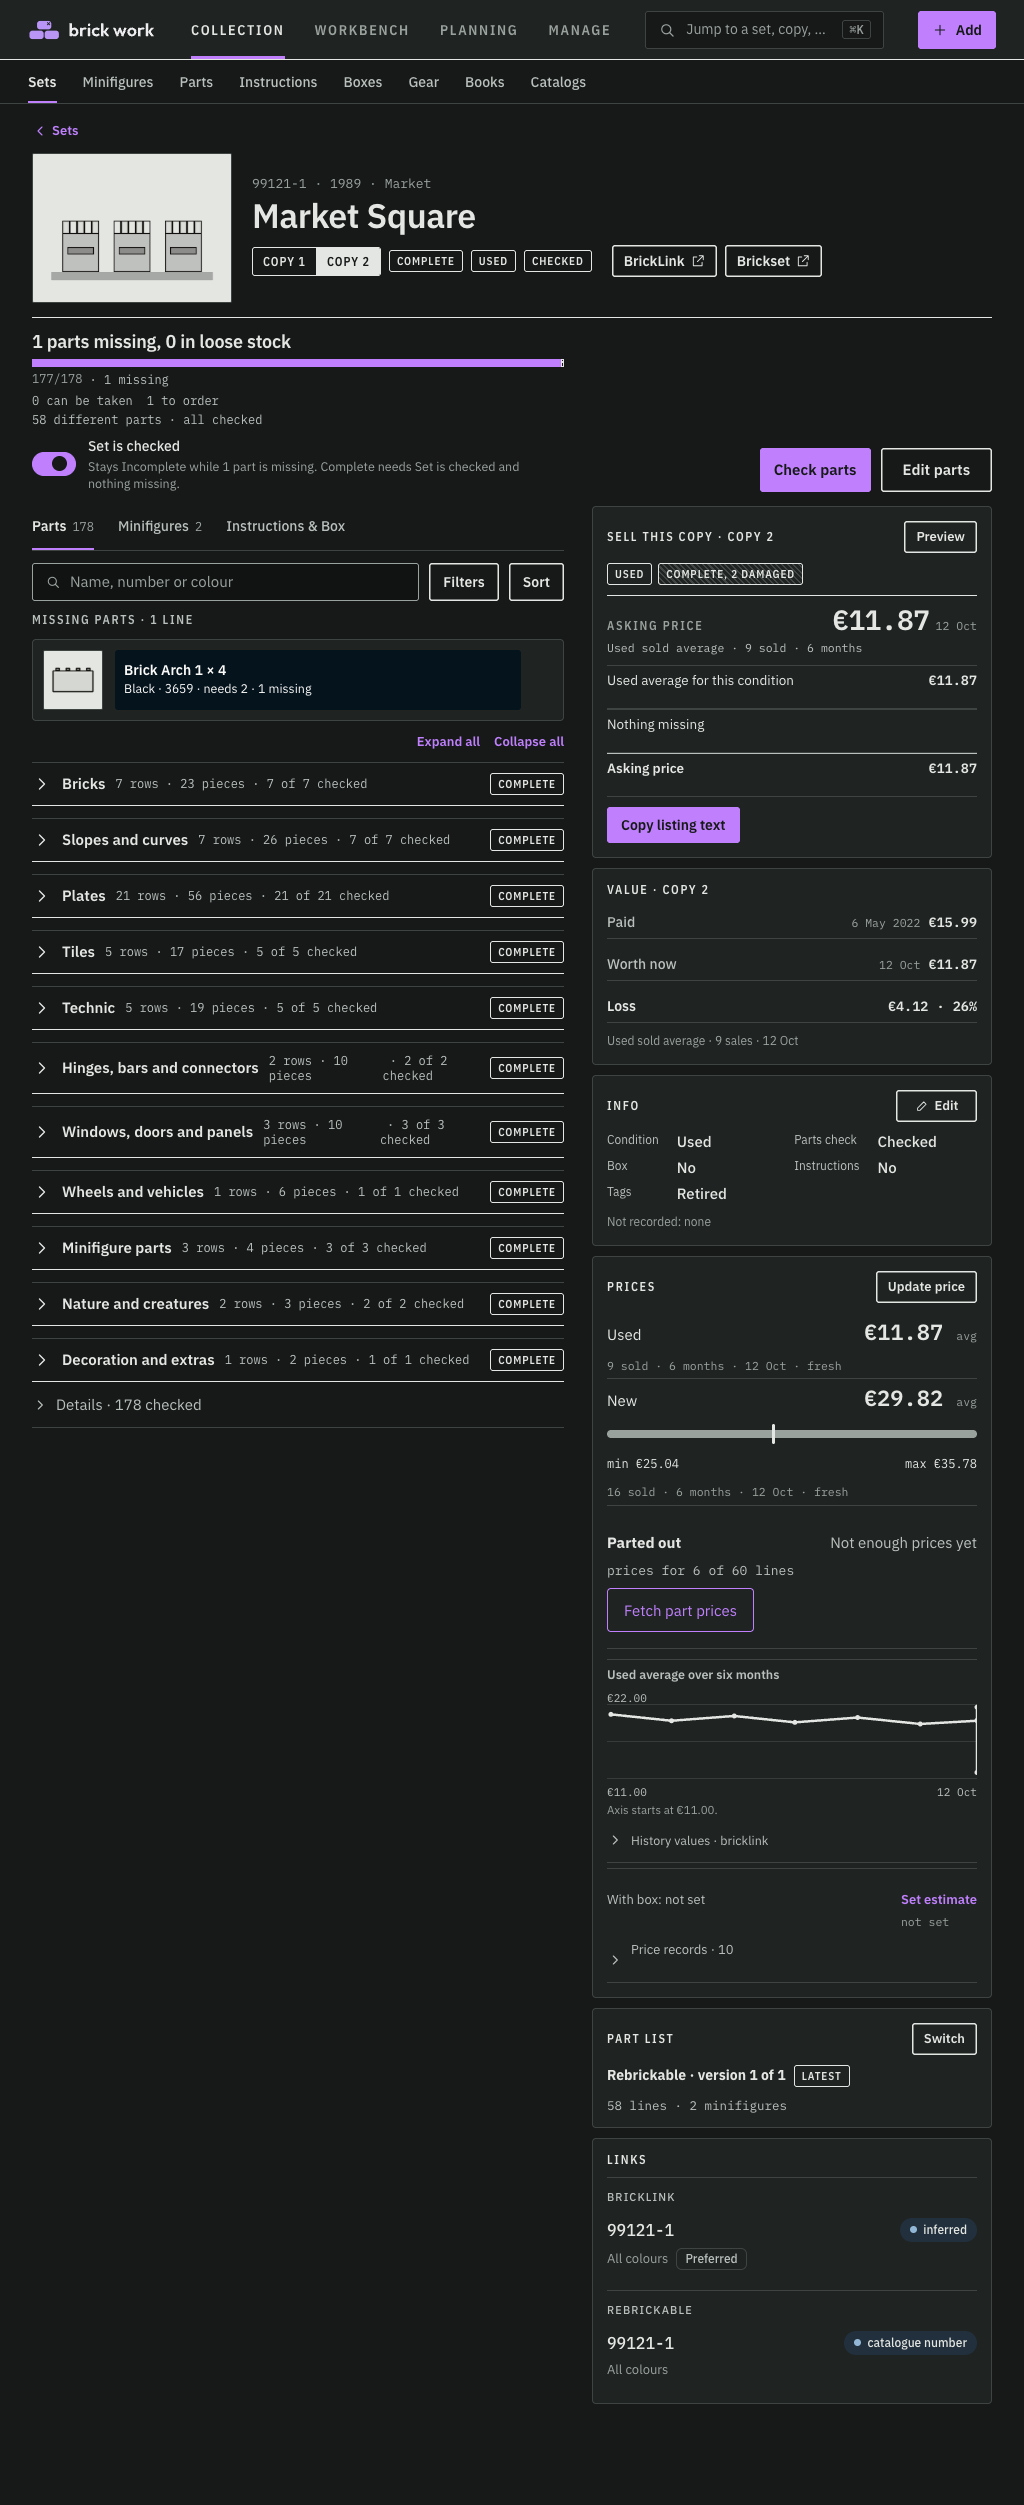 brick work
COLLECTION
WORKBENCH
PLANNING
MANAGE
Jump to a set, copy, ...
⌘K
Add
Sets
Minifigures
Parts
Instructions
Boxes
Gear
Books
Catalogs
Sets
99121-1 · 1989 · Market
Market Square
COPY 1
COPY 2
COMPLETE
USED
CHECKED
BrickLink
Brickset
1 parts missing, 0 in loose stock
177/178 · 1 missing
0 can be taken 1 to order
58 different parts · all checked
Set is checked
Stays Incomplete while 1 part is missing. Complete needs Set is checked and
nothing missing.
Check parts
Edit parts
Parts 178
Minifigures 2
Instructions & Box
Name, number or colour
Filters
Sort
MISSING PARTS · 1 LINE
Brick Arch 1 × 4
Black · 3659 · needs 2 · 1 missing
Expand all
Collapse all
Bricks 7 rows · 23 pieces · 7 of 7 checked COMPLETE
Slopes and curves 7 rows · 26 pieces · 7 of 7 checked COMPLETE
Plates 21 rows · 56 pieces · 21 of 21 checked COMPLETE
Tiles 5 rows · 17 pieces · 5 of 5 checked COMPLETE
Technic 5 rows · 19 pieces · 5 of 5 checked COMPLETE
Hinges, bars and connectors 2 rows · 10 pieces · 2 of 2 checked COMPLETE
Windows, doors and panels 3 rows · 10 pieces · 3 of 3 checked COMPLETE
Wheels and vehicles 1 rows · 6 pieces · 1 of 1 checked COMPLETE
Minifigure parts 3 rows · 4 pieces · 3 of 3 checked COMPLETE
Nature and creatures 2 rows · 3 pieces · 2 of 2 checked COMPLETE
Decoration and extras 1 rows · 2 pieces · 1 of 1 checked COMPLETE
Details · 178 checked
SELL THIS COPY · COPY 2
Preview
USED
COMPLETE, 2 DAMAGED
ASKING PRICE €11.87 12 Oct
Used sold average · 9 sold · 6 months
Used average for this condition €11.87
Nothing missing
Asking price €11.87
Copy listing text
VALUE · COPY 2
Paid 6 May 2022 €15.99
Worth now 12 Oct €11.87
Loss €4.12 · 26%
Used sold average · 9 sales · 12 Oct
INFO
Edit
Condition Used Parts check Checked
Box No Instructions No
Tags Retired
Not recorded: none
PRICES
Update price
Used €11.87 avg
9 sold · 6 months · 12 Oct · fresh
New €29.82 avg
min €25.04 max €35.78
16 sold · 6 months · 12 Oct · fresh
Parted out Not enough prices yet
prices for 6 of 60 lines
Fetch part prices
Used average over six months
€22.00
€11.00 12 Oct
Axis starts at €11.00.
History values · bricklink
With box: not set Set estimate
not set
Price records · 10
PART LIST
Switch
Rebrickable · version 1 of 1 LATEST
58 lines · 2 minifigures
LINKS
BRICKLINK
99121-1 inferred
All colours Preferred
REBRICKABLE
99121-1 catalogue number
All colours